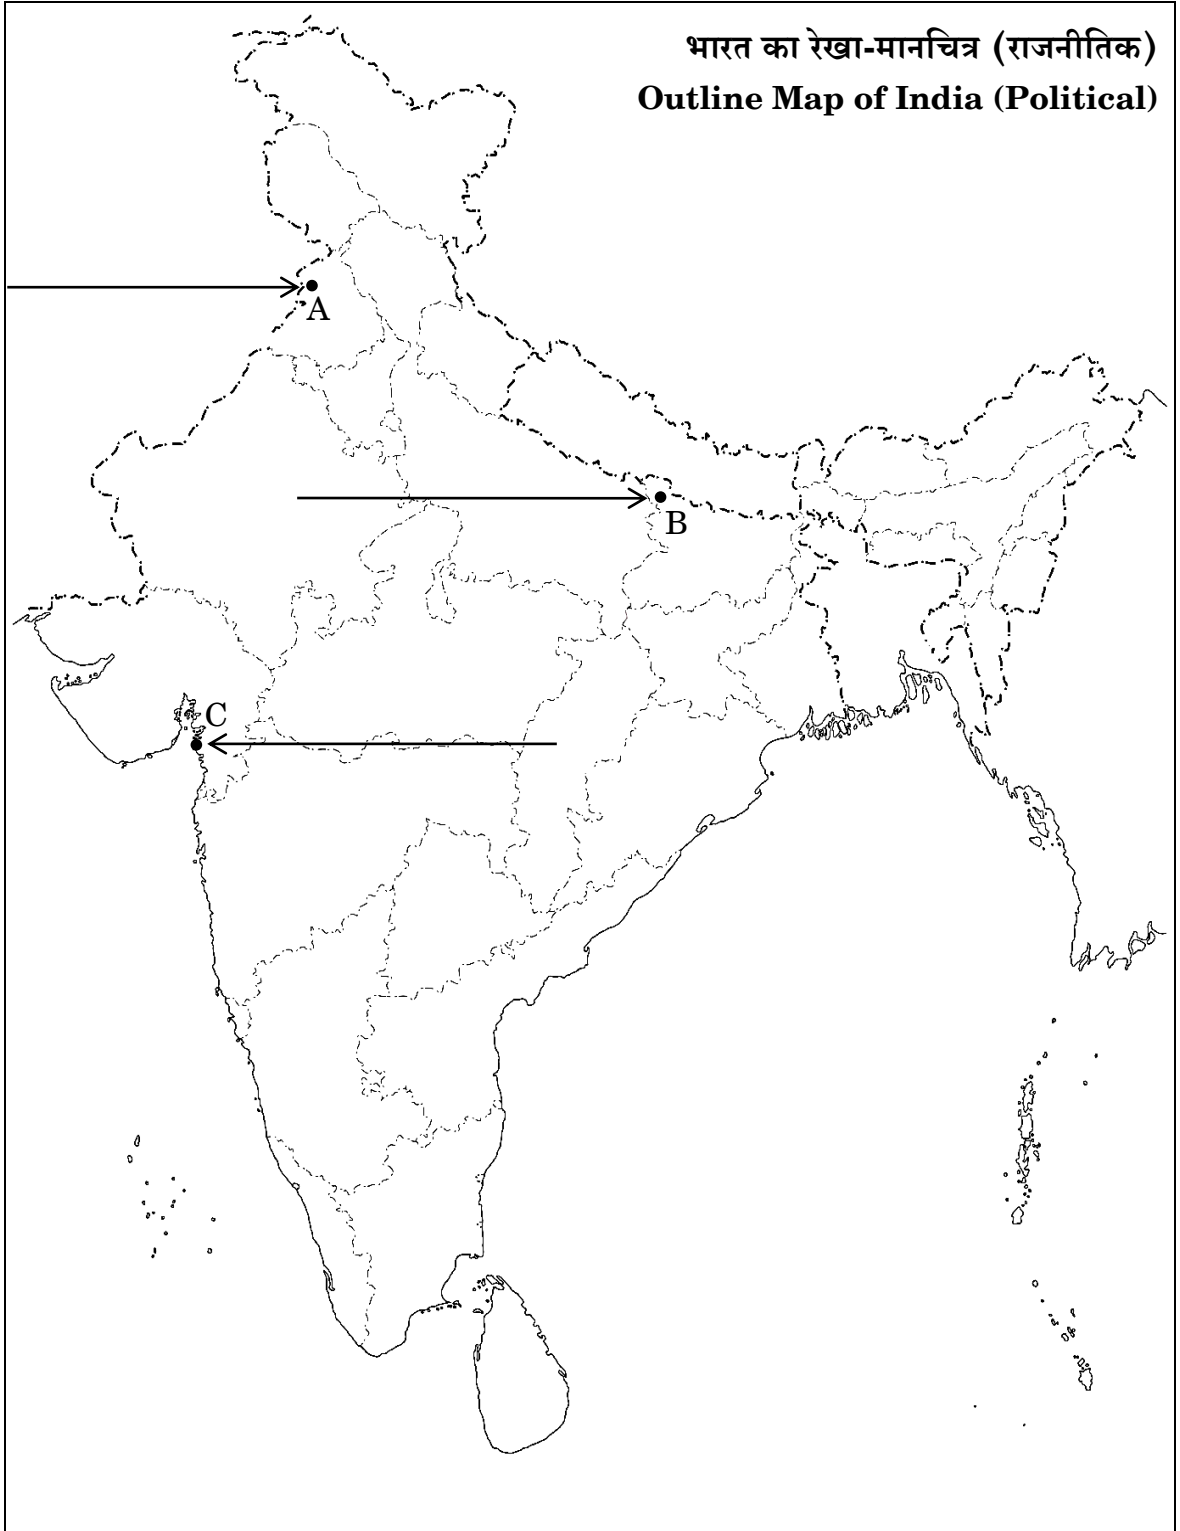 भारत का रेखा-मानचित्र (राजनीतिक)
Outline Map of India (Political)
A
B
C